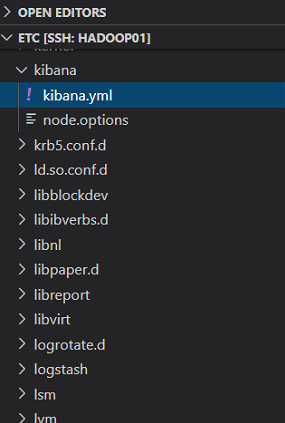 OPEN EDITORS
ETC [SSH: HADOOP01]
kernel
kibana
! kibana.yml
node.options
krb5.conf.d
ld.so.conf.d
libblockdev
libibverbs.d
libnl
libpaper.d
libreport
libvirt
logrotate.d
logstash
lsm
lvm